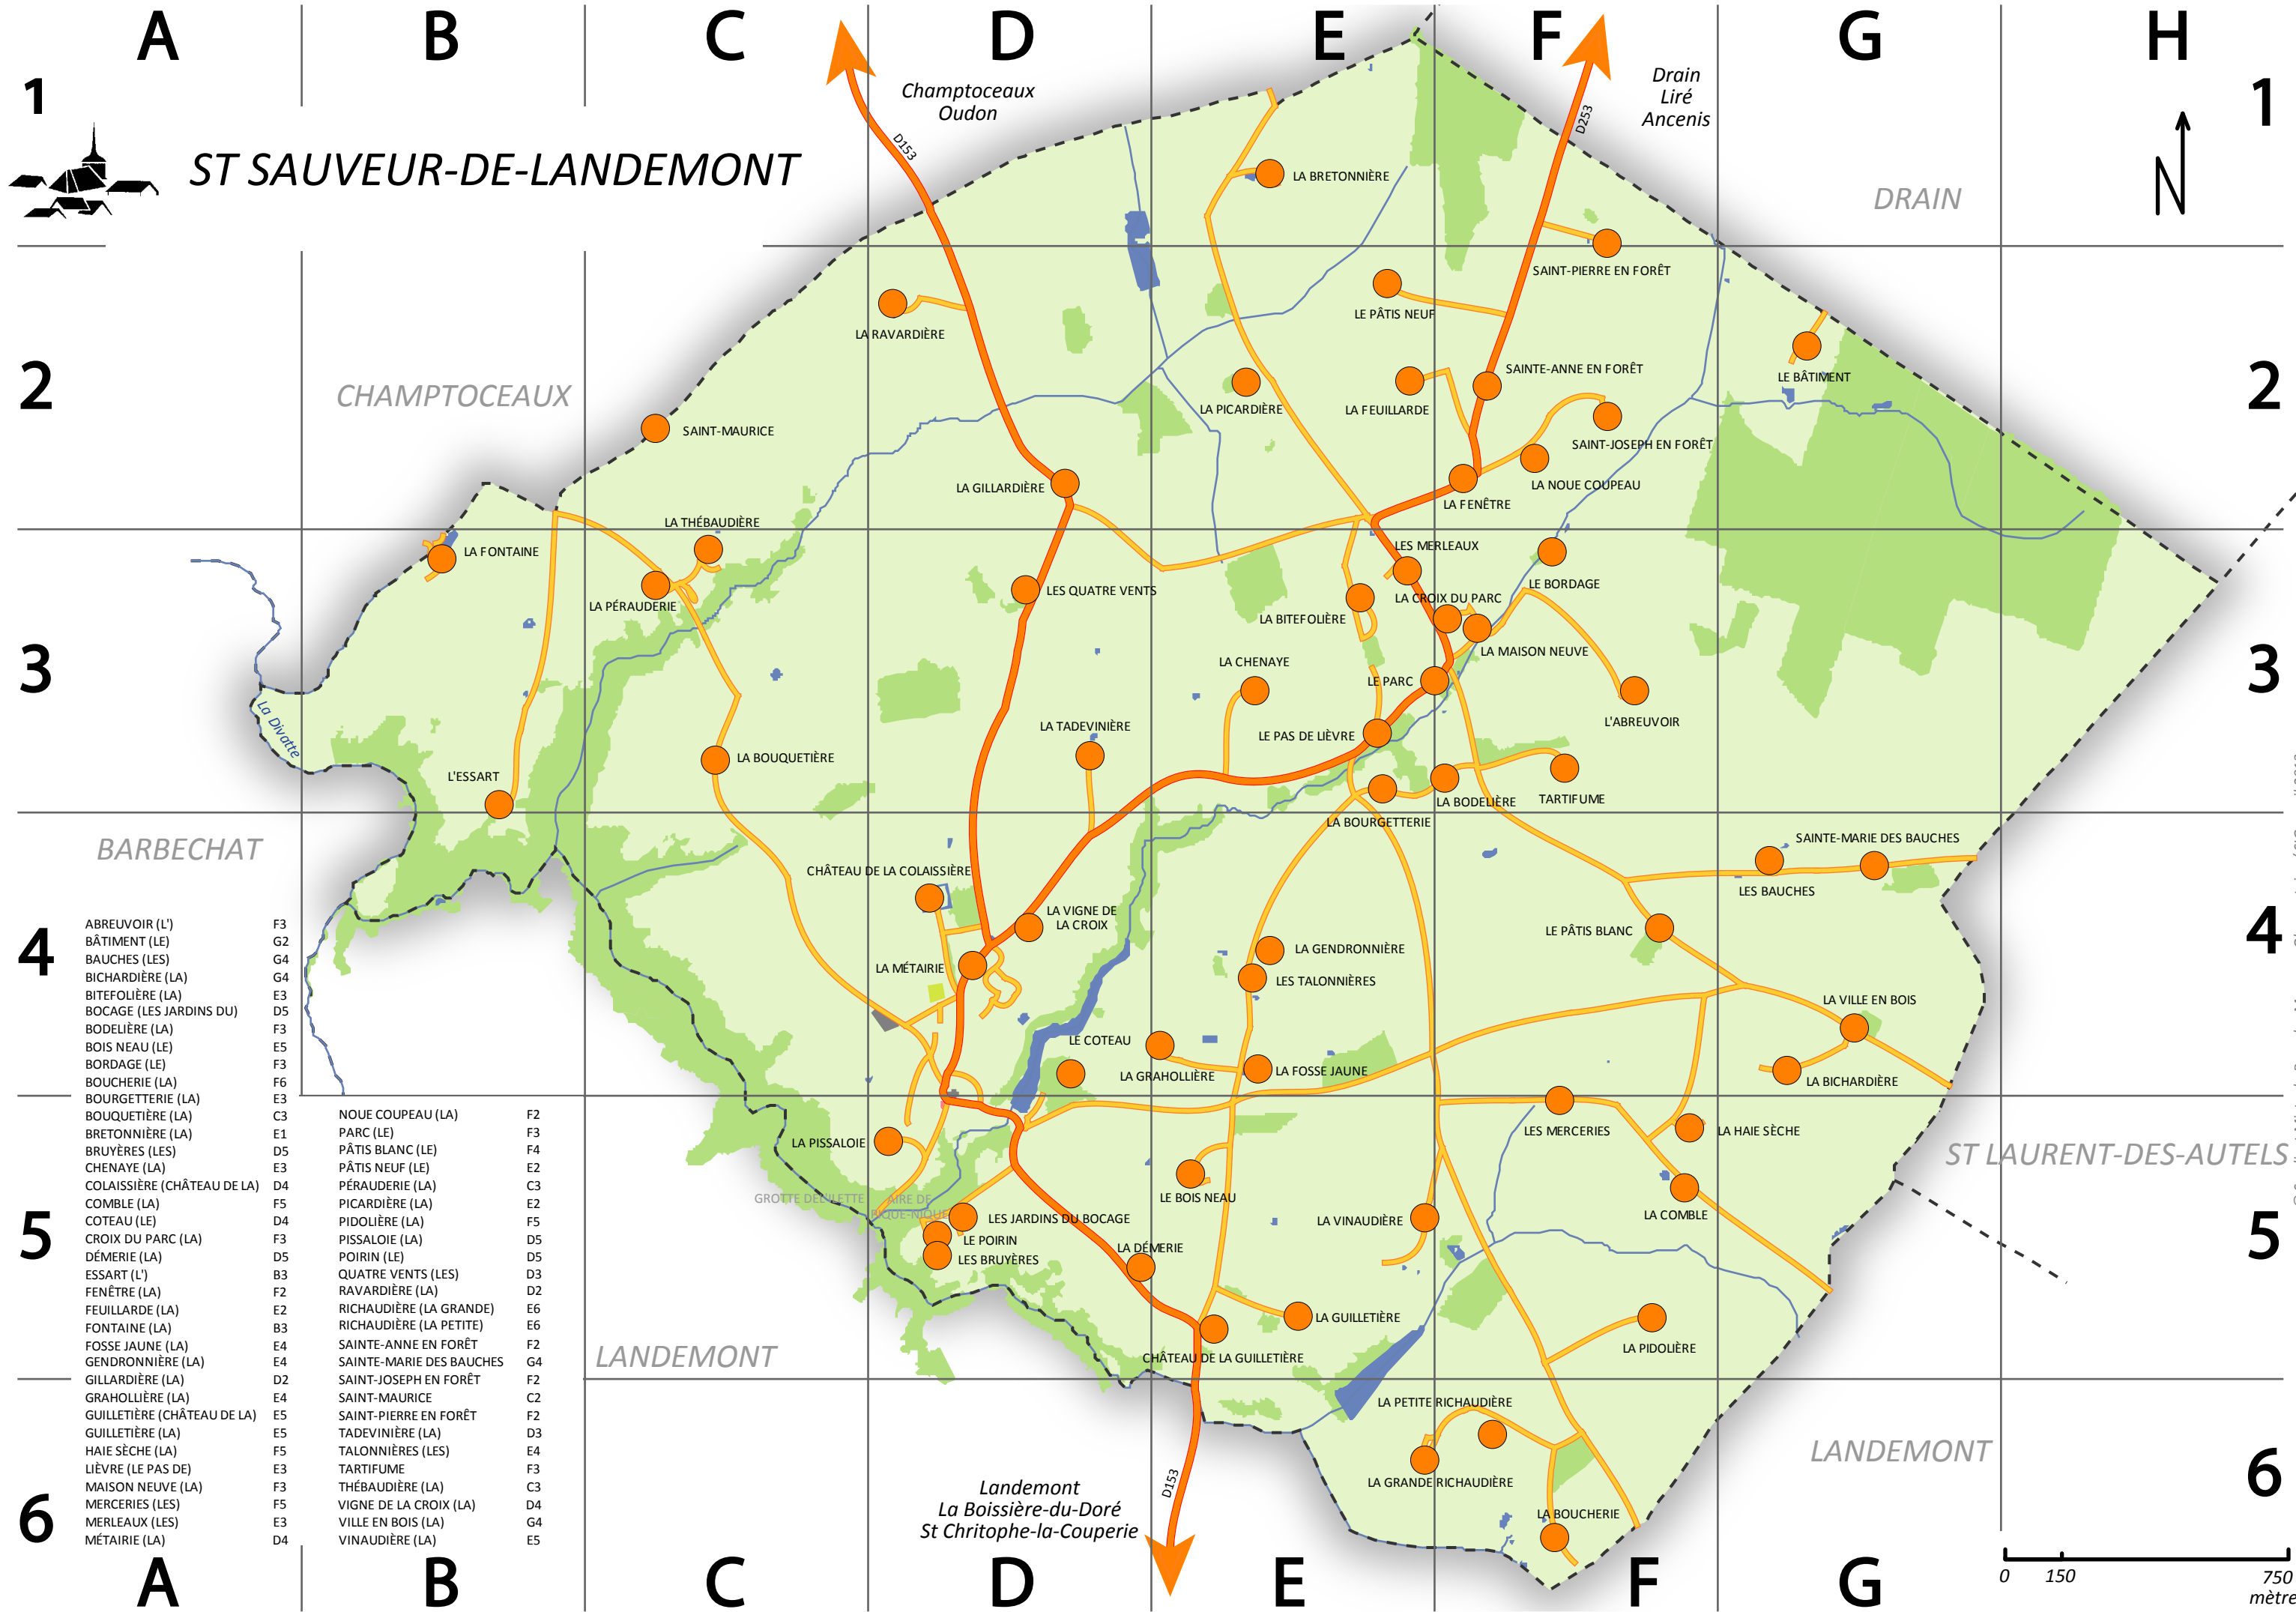 A B C D E F G H
1
1
Champtoceaux
Oudon
Drain
Liré
Ancenis
D153
D253
ST SAUVEUR-DE-LANDEMONT
LA BRETONNIÈRE
DRAIN
N
SAINT-PIERRE EN FORÊT
LA RAVARDIÈRE
LE PÂTIS NEUF
2
2
CHAMPTOCEAUX
SAINTE-ANNE EN FORÊT
LE BÂTIMENT
LA PICARDIÈRE
LA FEUILLARDE
SAINT-MAURICE
SAINT-JOSEPH EN FORÊT
LA GILLARDIÈRE
LA NOUE COUPEAU
LA FENÊTRE
LA THÉBAUDIÈRE
LA FONTAINE
LES MERLEAUX
LE BORDAGE
LA PÉRAUDERIE
LES QUATRE VENTS
LA CROIX DU PARC
LA BITEFOLIÈRE
LA MAISON NEUVE
3
3
LA CHENAYE
LE PARC
La Divatte
L'ABREUVOIR
LA TADEVINIÈRE
LE PAS DE LIÈVRE
LA BOUQUETIÈRE
L'ESSART
LA BODELIÈRE
TARTIFUME
LA BOURGETTERIE
BARBECHAT
SAINTE-MARIE DES BAUCHES
CHÂTEAU DE LA COLAISSIÈRE
LES BAUCHES
LA VIGNE DE
LA CROIX
4
4
LE PÂTIS BLANC
LA GENDRONNIÈRE
LA MÉTAIRIE
LES TALONNIÈRES
LA VILLE EN BOIS
LE COTEAU
LA GRAHOLLIÈRE
LA FOSSE JAUNE
LA BICHARDIÈRE
LES MERCERIES
LA HAIE SÈCHE
LA PISSALOIE
ST LAURENT-DES-AUTELS
GROTTE DE L'ILETTE
AIRE DE
PIQUE-NIQUE
LE BOIS NEAU
LES JARDINS DU BOCAGE
LA VINAUDIÈRE
LA COMBLE
LE POIRIN
LES BRUYÈRES
LA DÉMERIE
5
5
LA GUILLETIÈRE
LA PIDOLIÈRE
LANDEMONT
CHÂTEAU DE LA GUILLETIÈRE
LA PETITE RICHAUDIÈRE
LANDEMONT
LA GRANDE RICHAUDIÈRE
D153
Landemont
La Boissière-du-Doré
St Chritophe-la-Couperie
LA BOUCHERIE
6
6
ABREUVOIR (L') F3
BÂTIMENT (LE) G2
BAUCHES (LES) G4
BICHARDIÈRE (LA) G4
BITEFOLIÈRE (LA) E3
BOCAGE (LES JARDINS DU) D5
BODELIÈRE (LA) F3
BOIS NEAU (LE) E5
BORDAGE (LE) F3
BOUCHERIE (LA) F6
BOURGETTERIE (LA) E3
BOUQUETIÈRE (LA) C3
BRETONNIÈRE (LA) E1
BRUYÈRES (LES) D5
CHENAYE (LA) E3
COLAISSIÈRE (CHÂTEAU DE LA) D4
COMBLE (LA) F5
COTEAU (LE) D4
CROIX DU PARC (LA) F3
DÉMERIE (LA) D5
ESSART (L') B3
FENÊTRE (LA) F2
FEUILLARDE (LA) E2
FONTAINE (LA) B3
FOSSE JAUNE (LA) E4
GENDRONNIÈRE (LA) E4
GILLARDIÈRE (LA) D2
GRAHOLLIÈRE (LA) E4
GUILLETIÈRE (CHÂTEAU DE LA) E5
GUILLETIÈRE (LA) E5
HAIE SÈCHE (LA) F5
LIÈVRE (LE PAS DE) E3
MAISON NEUVE (LA) F3
MERCERIES (LES) F5
MERLEAUX (LES) E3
MÉTAIRIE (LA) D4
NOUE COUPEAU (LA) F2
PARC (LE) F3
PÂTIS BLANC (LE) F4
PÂTIS NEUF (LE) E2
PÉRAUDERIE (LA) C3
PICARDIÈRE (LA) E2
PIDOLIÈRE (LA) F5
PISSALOIE (LA) D5
POIRIN (LE) D5
QUATRE VENTS (LES) D3
RAVARDIÈRE (LA) D2
RICHAUDIÈRE (LA GRANDE) E6
RICHAUDIÈRE (LA PETITE) E6
SAINTE-ANNE EN FORÊT F2
SAINTE-MARIE DES BAUCHES G4
SAINT-JOSEPH EN FORÊT F2
SAINT-MAURICE C2
SAINT-PIERRE EN FORÊT F2
TADEVINIÈRE (LA) D3
TALONNIÈRES (LES) E4
TARTIFUME F3
THÉBAUDIÈRE (LA) C3
VIGNE DE LA CROIX (LA) D4
VILLE EN BOIS (LA) G4
VINAUDIÈRE (LA) E5
0 150 750
mètre
A B C D E F G